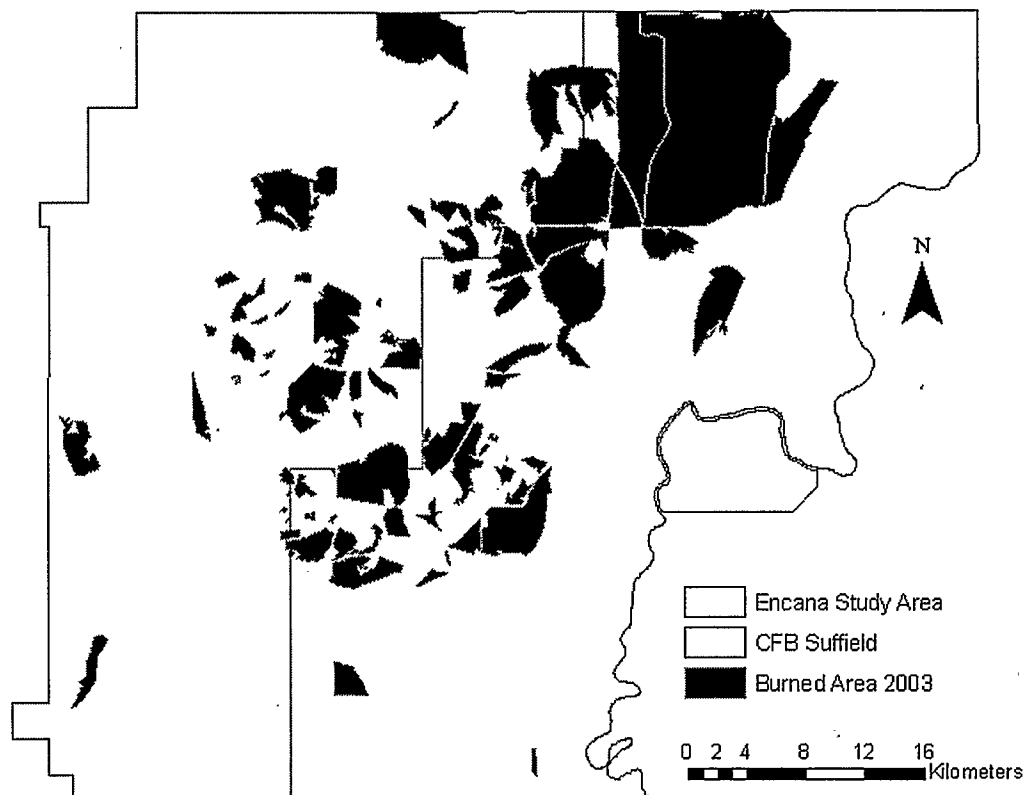 N
Encana Study Area
CFB Suffield
Burned Area 2003
0 2 4 8 12 16
Kilometers